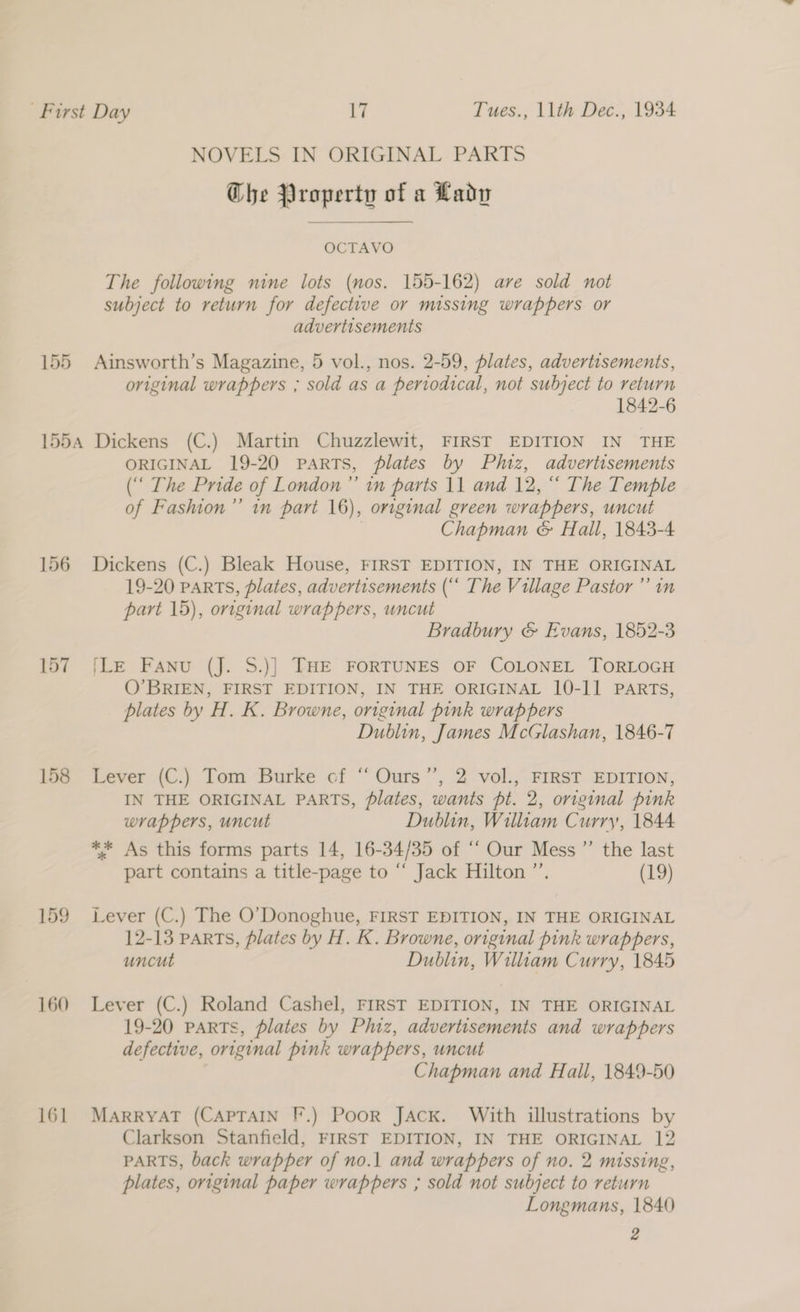 First Day 17 Tues., 11th Dec., 1934
NOVELS IN ORIGINAL PARTS
The Property of a Lady
OCTAVO
The following nine lots (nos. 155-162) are sold not
subject to return for defective or missing wrappers or
advertisements
155 Ainsworth's Magazine, 5 vol., nos. 2-59, plates, advertisements,
original wrappers ; sold as a periodical, not subject to return
1842-6
155A Dickens (C.) Martin Chuzzlewit, FIRST EDITION IN THE
ORIGINAL 19-20 PARTS, plates by Phiz, advertisements
(“ The Pride of London ” in parts 11 and 12, “ The Temple
of Fashion ” in part 16), original green wrappers, uncut
Chapman & Hall, 1843-4
156 Dickens (C.) Bleak House, FIRST EDITION, IN THE ORIGINAL
19-20 PARTS, plates, advertisements (“ The Village Pastor ” in
part 15), original wrappers, uncut
Bradbury & Evans, 1852-3
157 [LE FANU (J. S.)] THE FORTUNES OF COLONEL TORLOGH
O'BRIEN, FIRST EDITION, IN THE ORIGINAL 10-11 PARTS,
plates by H. K. Browne, original pink wrappers
Dublin, James McGlashan, 1846-7
158 Lever (C.) Tom Burke of “ Ours ”, 2 vol., FIRST EDITION,
IN THE ORIGINAL PARTS, plates, wants pt. 2, original pink
wrappers, uncut Dublin, William Curry, 1844
*** As this forms parts 14, 16-34/35 of “ Our Mess ” the last
part contains a title-page to “ Jack Hilton ”. (19)
159 Lever (C.) The O'Donoghue, FIRST EDITION, IN THE ORIGINAL
12-13 PARTS, plates by H. K. Browne, original pink wrappers,
uncut Dublin, William Curry, 1845
160 Lever (C.) Roland Cashel, FIRST EDITION, IN THE ORIGINAL
19-20 PARTS, plates by Phiz, advertisements and wrappers
defective, original pink wrappers, uncut
Chapman and Hall, 1849-50
161 MARRYAT (CAPTAIN F.) POOR JACK. With illustrations by
Clarkson Stanfield, FIRST EDITION, IN THE ORIGINAL 12
PARTS, back wrapper of no.1 and wrappers of no. 2 missing,
plates, original paper wrappers ; sold not subject to return
Longmans, 1840
2